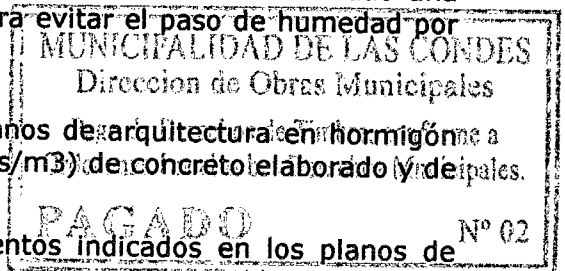 ra evitar el paso de humedad por
MUNICIPALIDAD DE LAS CONDES
Direccion de Obras Municipales
nos de arquitectura en hormigón
s/m3) de concreto elaborado y de
PAGADO Nº 02
entos indicados en los planos de